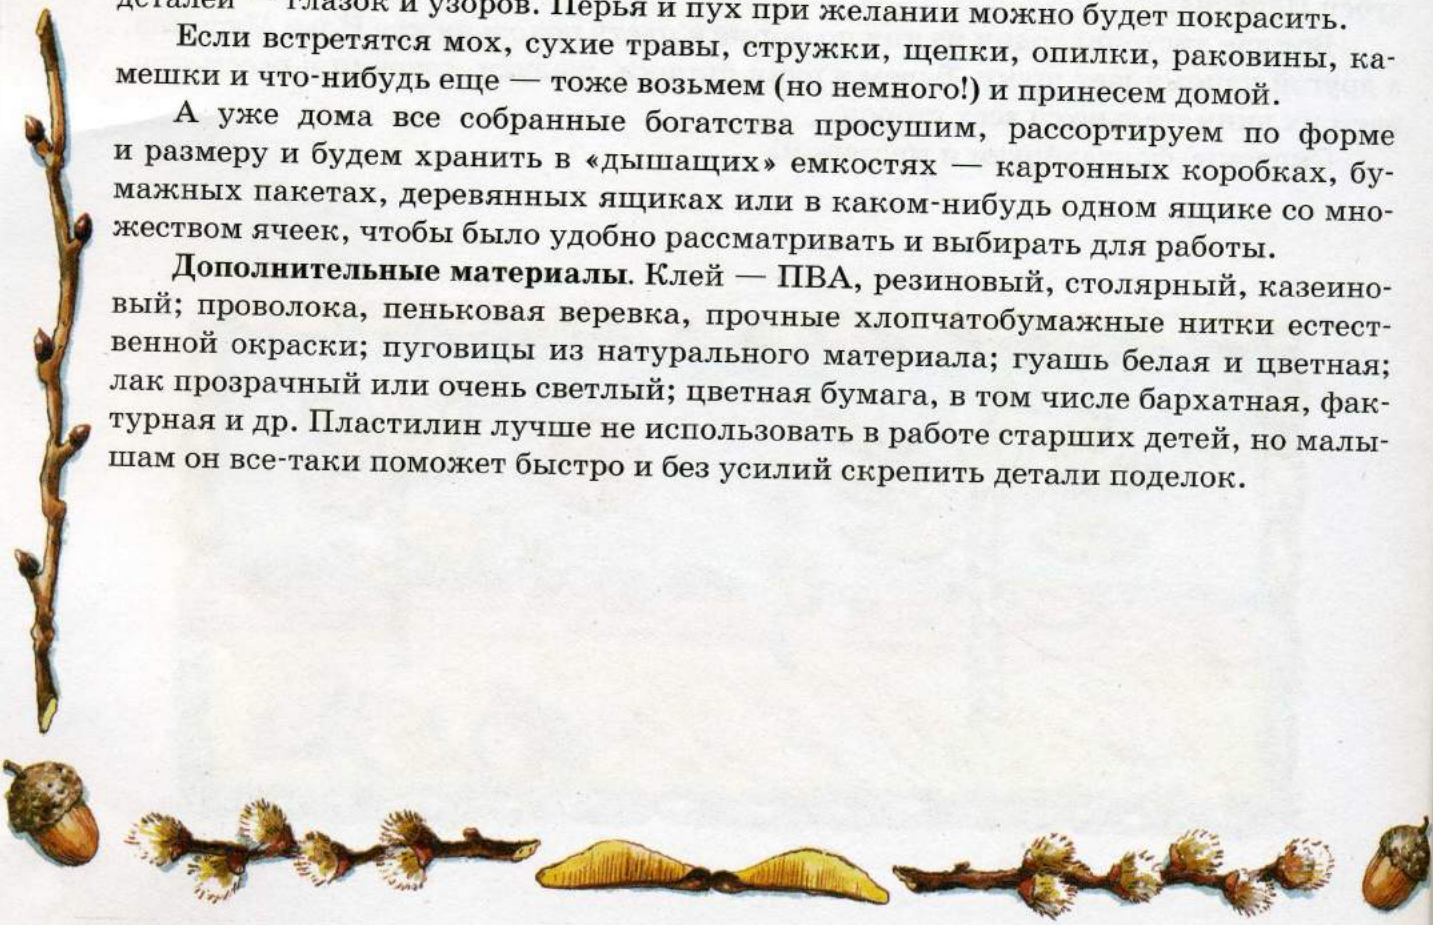 деталей — глазок и узоров. Перья и пух при желании можно будет покрасить.
Если встретятся мох, сухие травы, стружки, щепки, опилки, раковины, ка-
мешки и что-нибудь еще — тоже возьмем (но немного!) и принесем домой.
А уже дома все собранные богатства просушим, рассортируем по форме
и размеру и будем хранить в «дышащих» емкостях — картонных коробках, бу-
мажных пакетах, деревянных ящиках или в каком-нибудь одном ящике со мно-
жеством ячеек, чтобы было удобно рассматривать и выбирать для работы.
Дополнительные материалы. Клей — ПВА, резиновый, столярный, казеино-
вый; проволока, пеньковая веревка, прочные хлопчатобумажные нитки естест-
венной окраски; пуговицы из натурального материала; гуашь белая и цветная;
лак прозрачный или очень светлый; цветная бумага, в том числе бархатная, фак-
турная и др. Пластилин лучше не использовать в работе старших детей, но малы-
шам он все-таки поможет быстро и без усилий скрепить детали поделок.